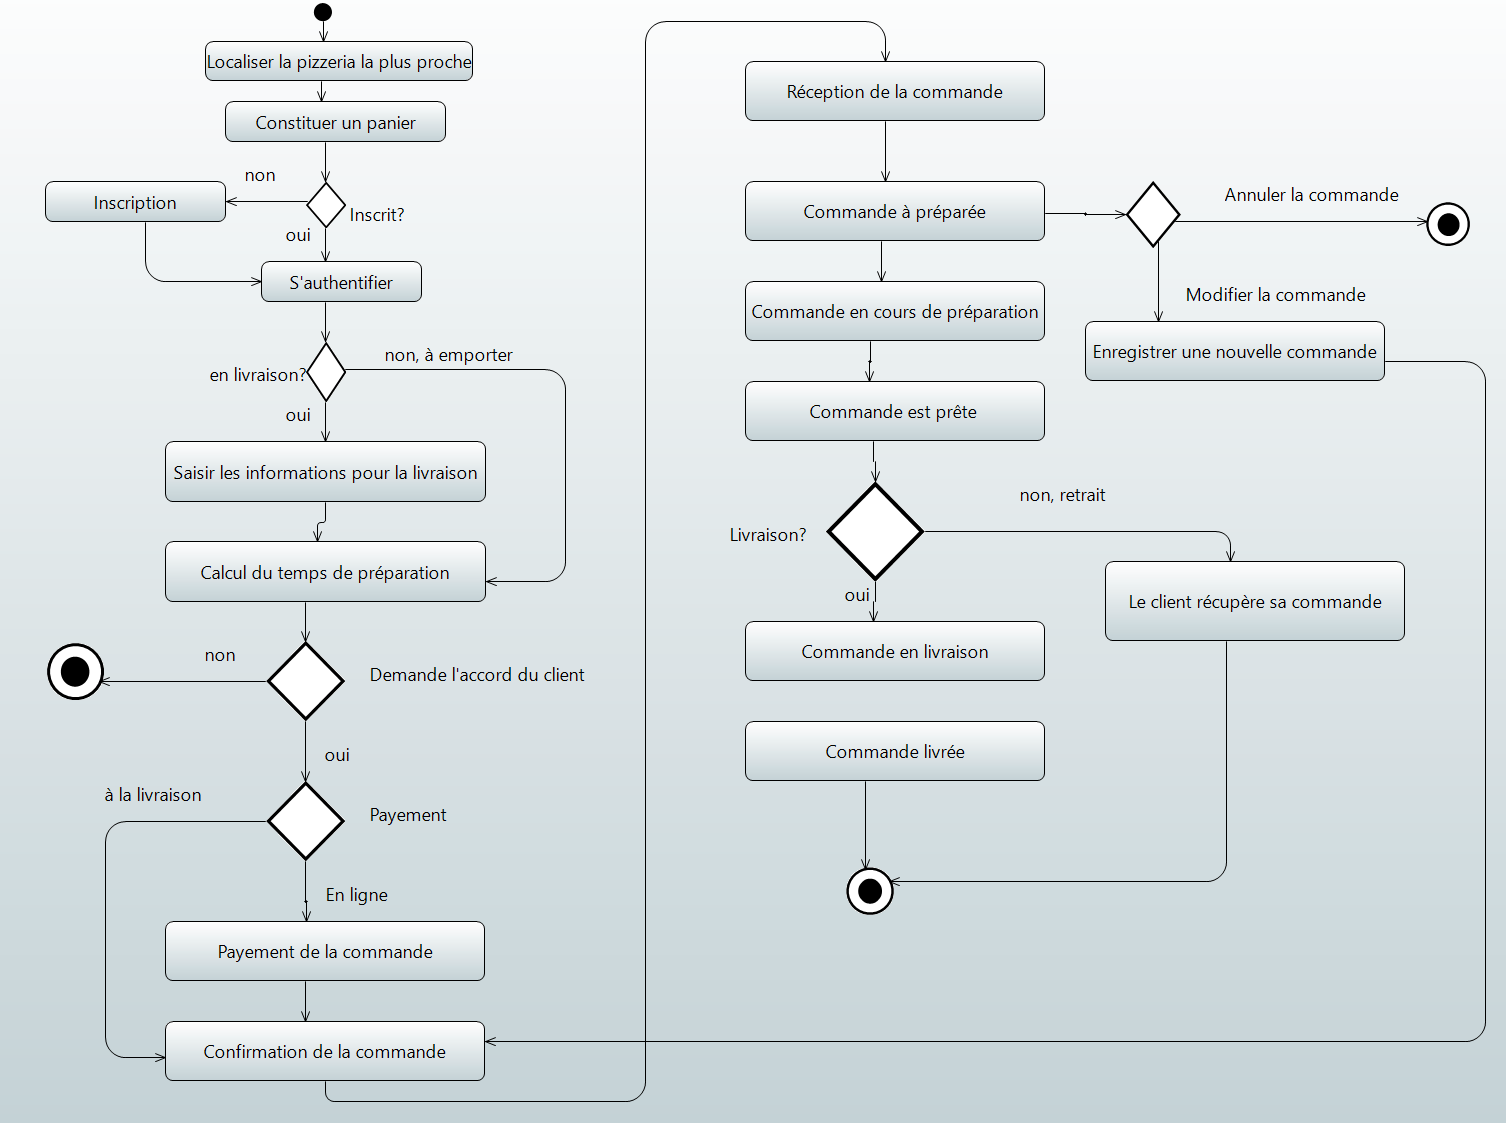 Localiser la pizzeria la plus proche
Constituer un panier
non
Inscription
Inscrit?
oui
S'authentifier
non, à emporter
en livraison?
oui
Saisir les informations pour la livraison
Calcul du temps de préparation
non
Demande l'accord du client
oui
à la livraison
Payement
En ligne
Payement de la commande
Confirmation de la commande
Réception de la commande
Commande à préparée
Annuler la commande
Modifier la commande
Enregistrer une nouvelle commande
Commande en cours de préparation
Commande est prête
non, retrait
Livraison?
oui
Le client récupère sa commande
Commande en livraison
Commande livrée